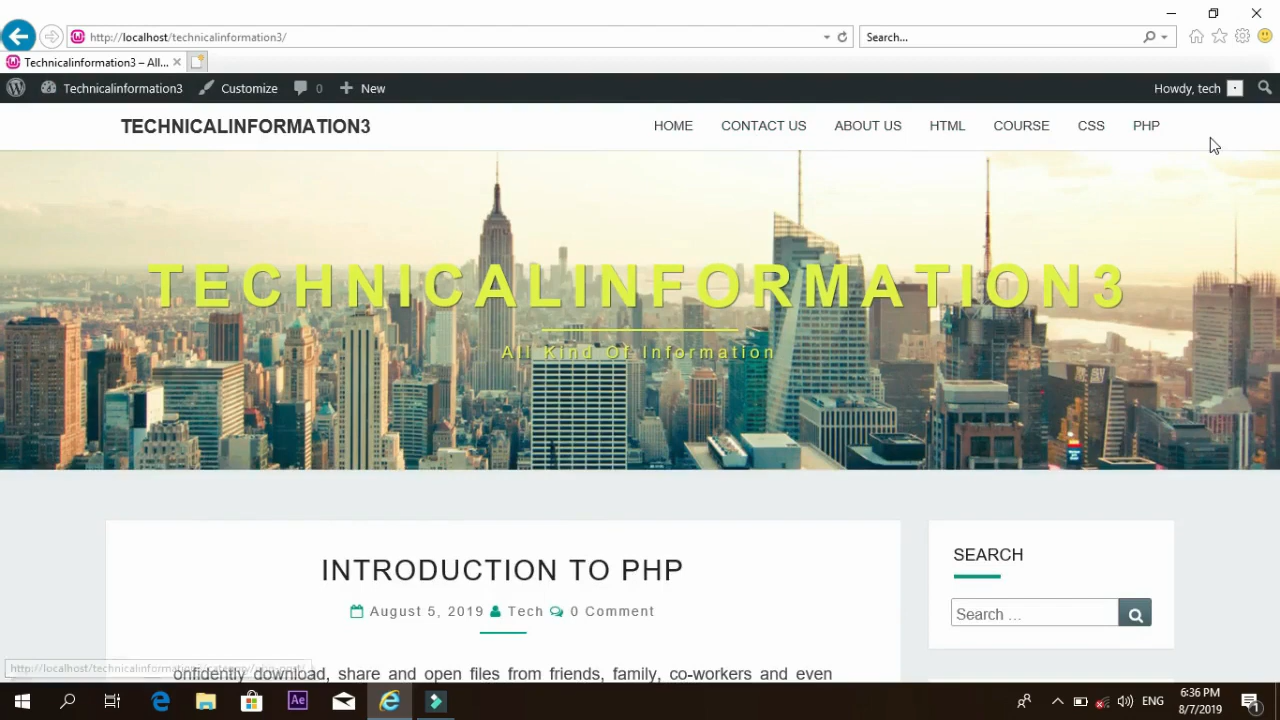 http://localhost/technicalinformation3/
Search...
Technicalinformation3 – All...
Technicalinformation3
Customize
0
New
Howdy, tech
TECHNICALINFORMATION3
HOME
CONTACT US
ABOUT US
HTML
COURSE
CSS
PHP
TECHNICALINFORMATION3
All Kind Of Information
INTRODUCTION TO PHP
August 5, 2019 Tech 0 Comment
SEARCH
Search …
onfidently download, share and open files from friends, family, co-workers and even
Ae
ENG
6:36 PM
8/7/2019
1